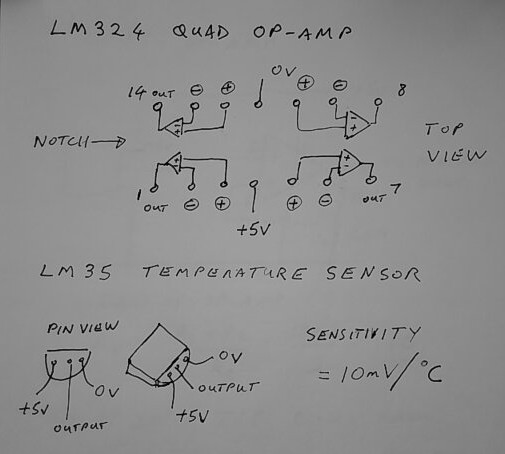 LM324 QUAD OP-AMP
14 OUT ⊖ ⊕ 0V ⊕ ⊖ 8
- + - +
NOTCH → TOP VIEW
- + + -
1 OUT ⊖ ⊕ +5V ⊕ ⊖ OUT 7
LM35 TEMPERATURE SENSOR
PIN VIEW
+5V OUTPUT 0V
0V
OUTPUT
+5V
SENSITIVITY
= 10mV/°C